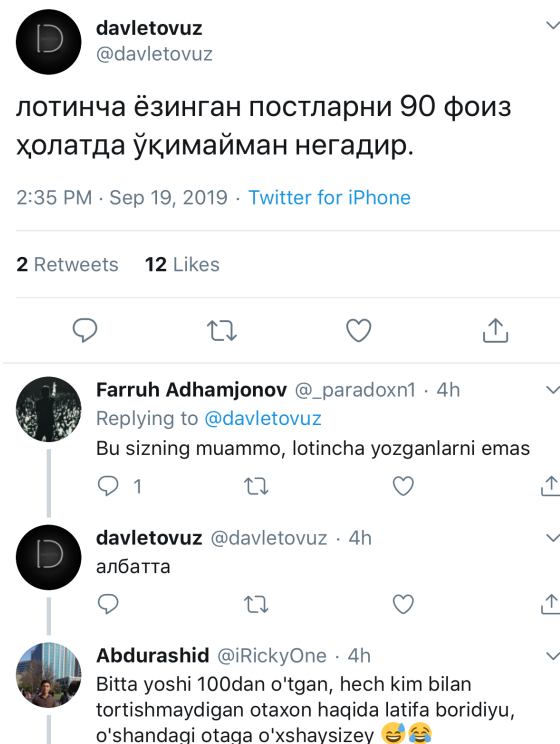 davletovuz
@davletovuz
лотинча ёзинган постларни 90 фоиз
ҳолатда ўқимайман негадир.
2:35 PM · Sep 19, 2019 · Twitter for iPhone
2 Retweets 12 Likes
Farruh Adhamjonov @_paradoxn1 · 4h
Replying to @davletovuz
Bu sizning muammo, lotincha yozganlarni emas
1
davletovuz @davletovuz · 4h
албатта
Abdurashid @iRickyOne · 4h
Bitta yoshi 100dan o'tgan, hech kim bilan
tortishmaydigan otaxon haqida latifa boridiyu,
o'shandagi otaga o'xshaysizey 😅😂